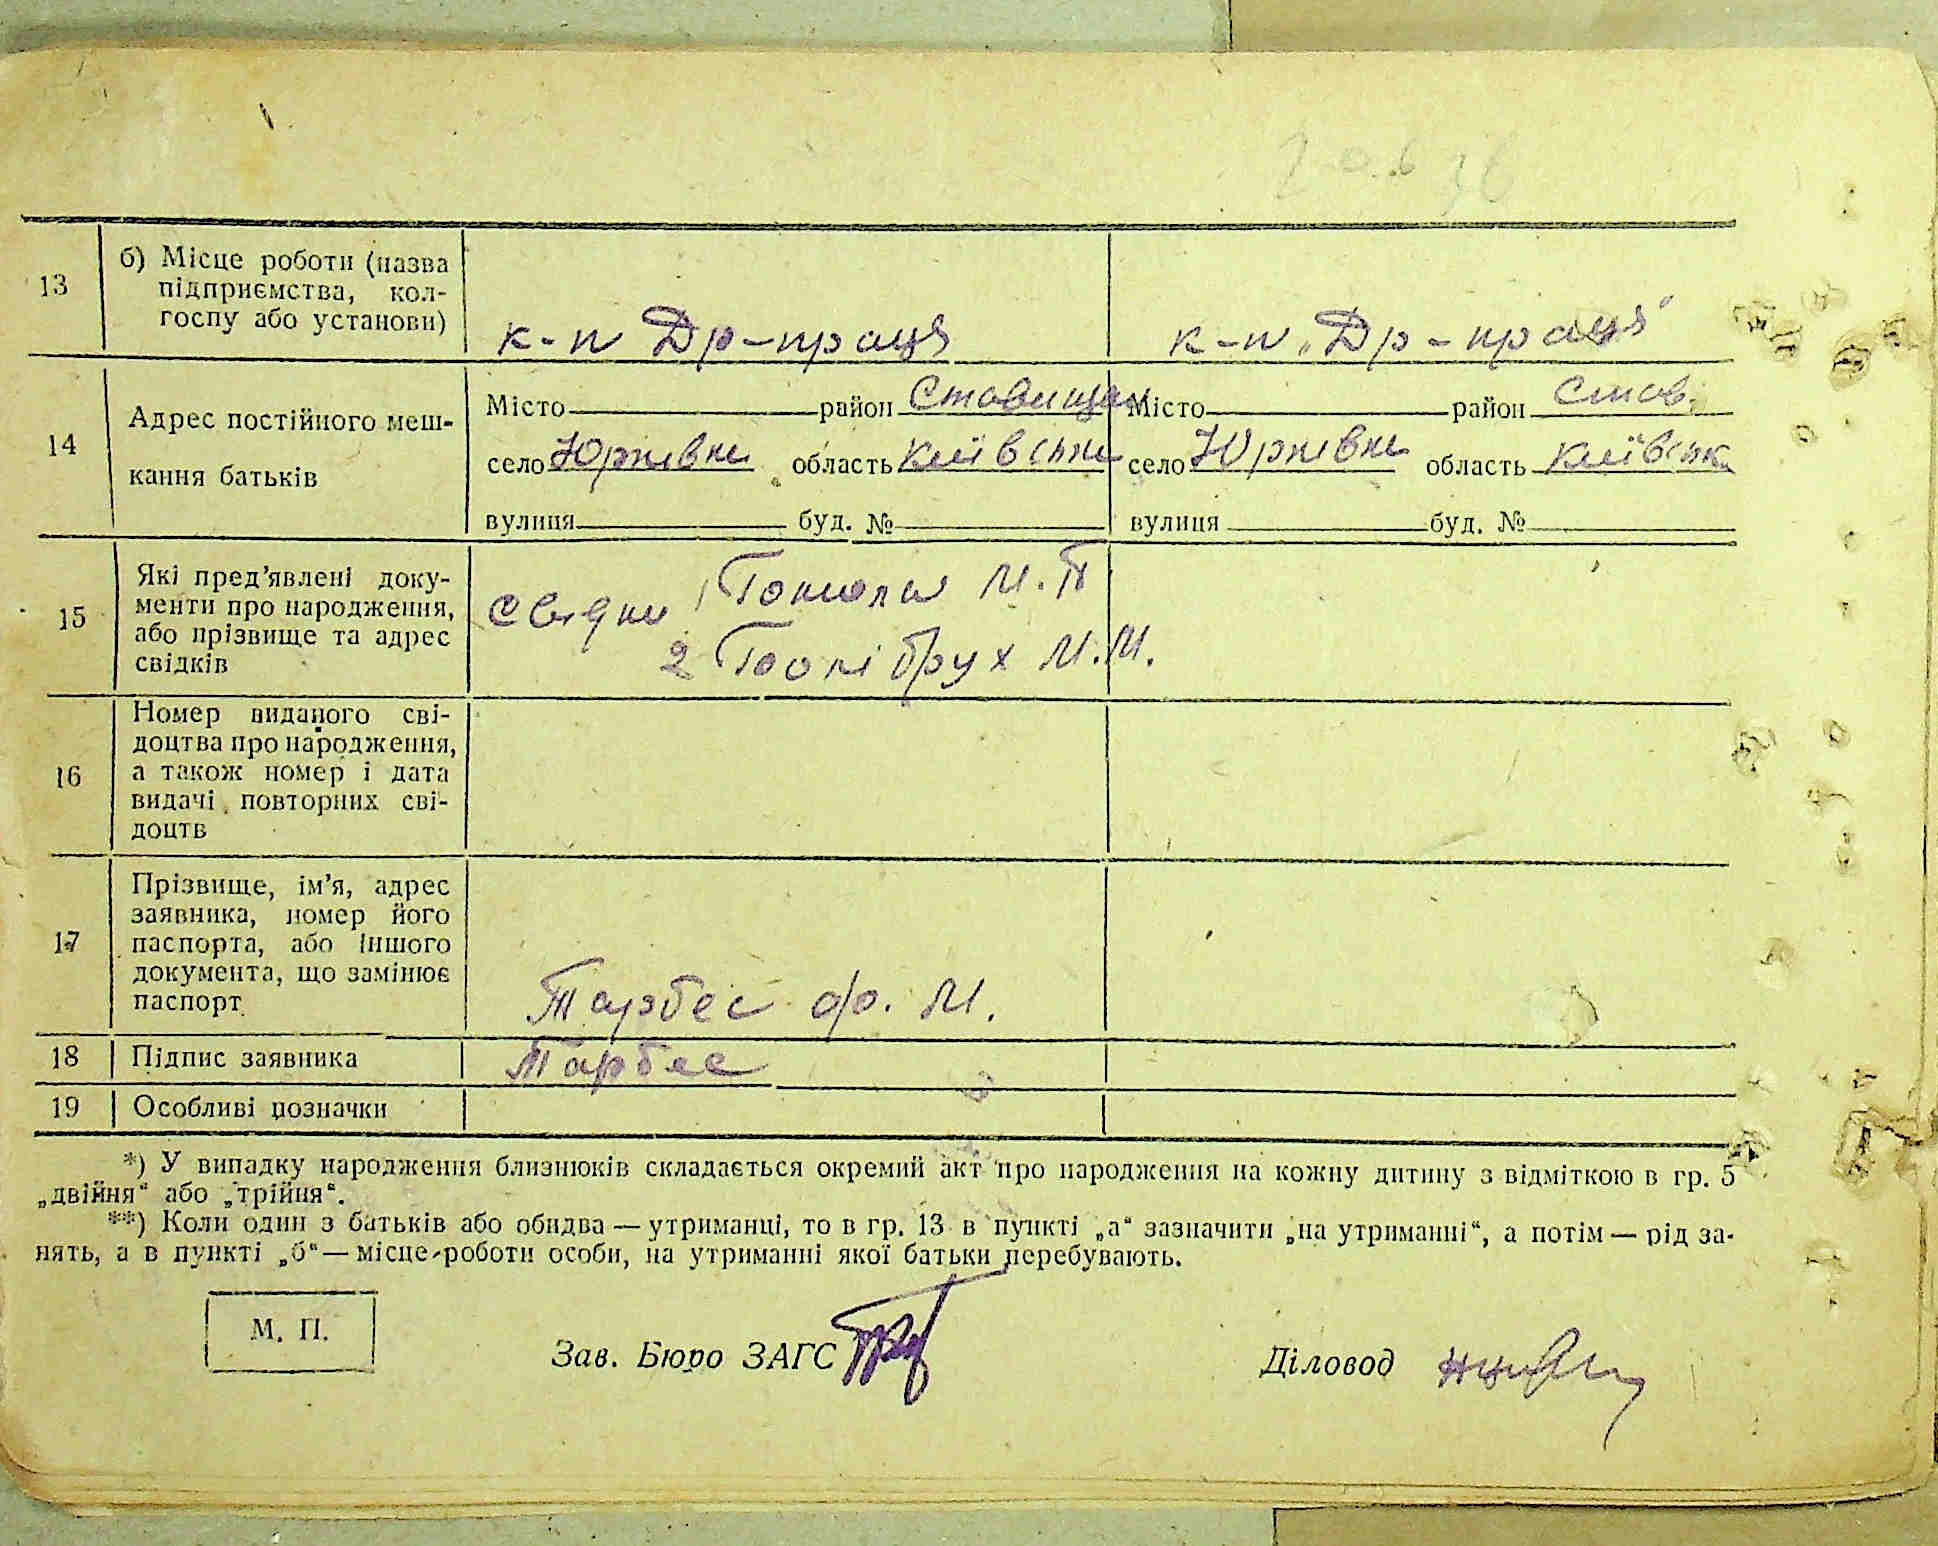 13
б) Місце роботи (назва
підприємства, кол-
госпу або установи)
к-п Др-праця
к-п „Др-праця"
14
Адрес постійного меш-
кання батьків
Місто район Ставищан
село Юрківка область Київська
вулиця буд. №
Місто район Став.
село Юрківка область Київськ
вулиця буд. №
15
Які пред'явлені доку-
менти про народження,
або прізвище та адрес
свідків
Свідки 1 М. П
2 М. М.
16
Номер виданого сві-
доцтва про народження,
а також номер і дата
видачі повторних сві-
доцтв
17
Прізвище, ім'я, адрес
заявника, номер його
паспорта, або іншого
документа, що замінює
паспорт
Тарбес Ф. М.
18
Підпис заявника
Тарбес
19
Особливі позначки
*) У випадку народження близнюків складається окремий акт про народження на кожну дитину з відміткою в гр. 5
„двійня" або „трійня".
**) Коли один з батьків або обидва — утриманці, то в гр. 13 в пункті „а" зазначити „на утриманні", а потім — рід за-
нять, а в пункті „б" — місце роботи особи, на утриманні якої батьки перебувають.
М. П.
Зав. Бюро ЗАГС
Діловод